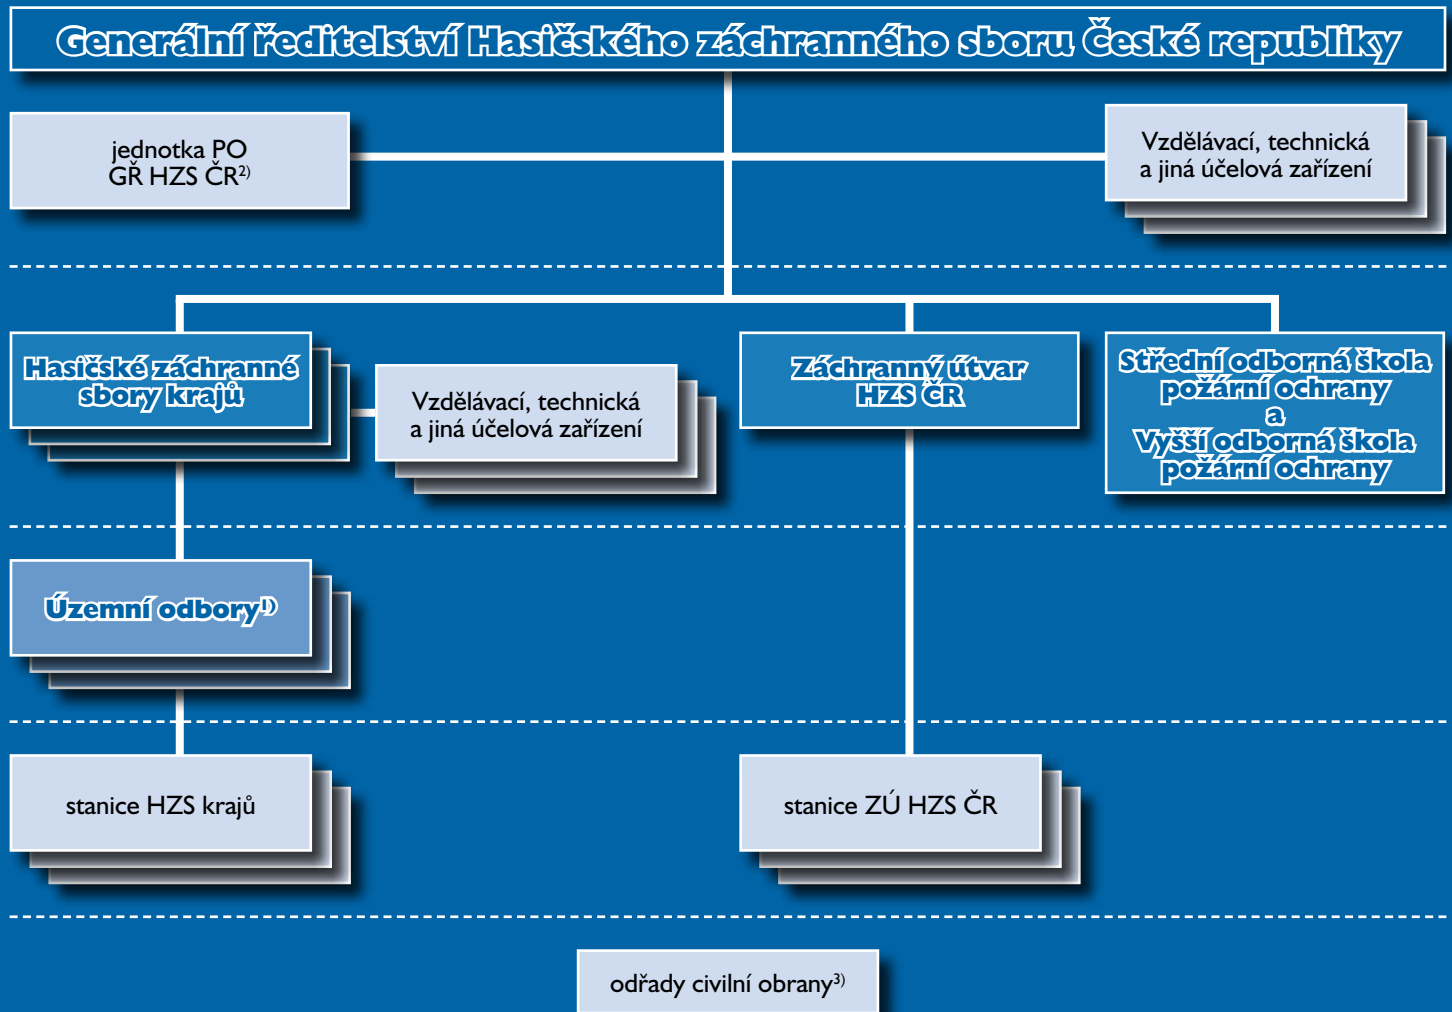 Generální ředitelství Hasičského záchranného sboru České republiky
jednotka PO
GŘ HZS ČR2)
Vzdělávací, technická
a jiná účelová zařízení
Hasičské záchranné
sbory krajů
Vzdělávací, technická
a jiná účelová zařízení
Záchranný útvar
HZS ČR
Střední odborná škola
požární ochrany
a
Vyšší odborná škola
požární ochrany
Územní odbory1)
stanice HZS krajů
stanice ZÚ HZS ČR
odřady civilní obrany3)